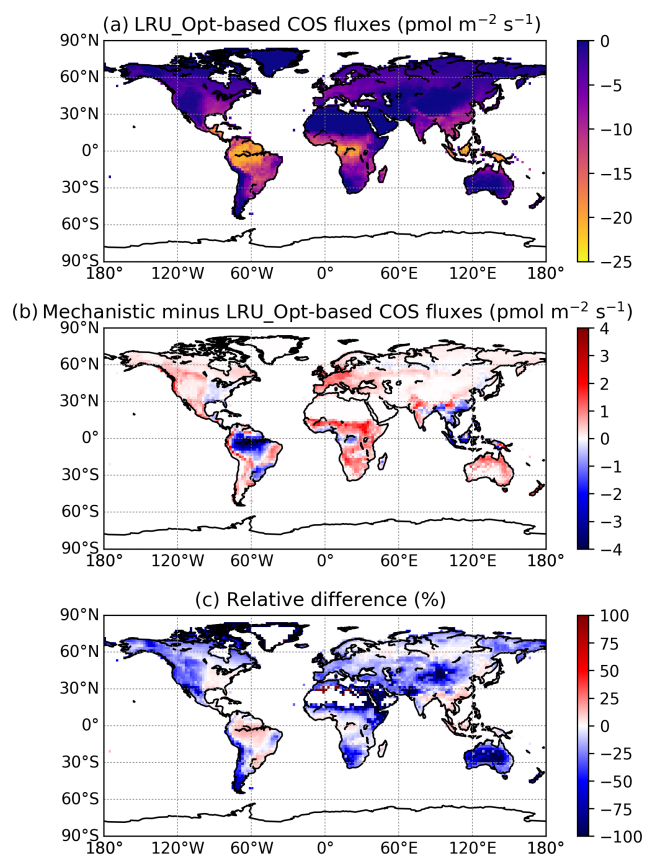 (a) LRU_Opt-based COS fluxes (pmol m⁻² s⁻¹)
90°N
60°N
30°N
0°
30°S
60°S
90°S
180° 120°W 60°W 0° 60°E 120°E 180°
0
−5
−10
−15
−20
−25
(b) Mechanistic minus LRU_Opt-based COS fluxes (pmol m⁻² s⁻¹)
90°N
60°N
30°N
0°
30°S
60°S
90°S
180° 120°W 60°W 0° 60°E 120°E 180°
4
3
2
1
0
−1
−2
−3
−4
(c) Relative difference (%)
90°N
60°N
30°N
0°
30°S
60°S
90°S
180° 120°W 60°W 0° 60°E 120°E 180°
100
75
50
25
0
−25
−50
−75
−100